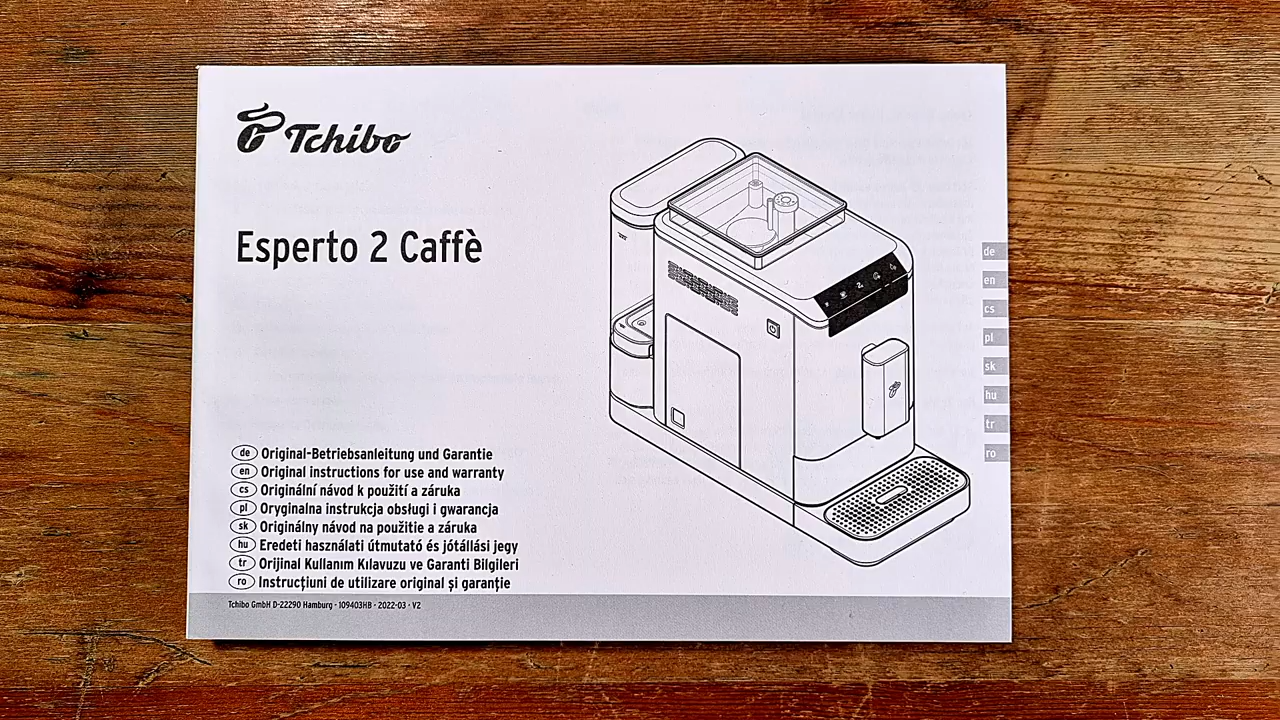 Tchibo
Esperto 2 Caffè
de
en
cs
pl
sk
hu
tr
ro
de Original-Betriebsanleitung und Garantie
en Original instructions for use and warranty
cs Originální návod k použití a záruka
pl Oryginalna instrukcja obsługi i gwarancja
sk Originálny návod na použitie a záruka
hu Eredeti használati útmutató és jótállási jegy
tr Orijinal Kullanım Kılavuzu ve Garanti Bilgileri
ro Instrucțiuni de utilizare original și garanție
Tchibo GmbH D-22290 Hamburg · 109403HB · 2022-03 · V2